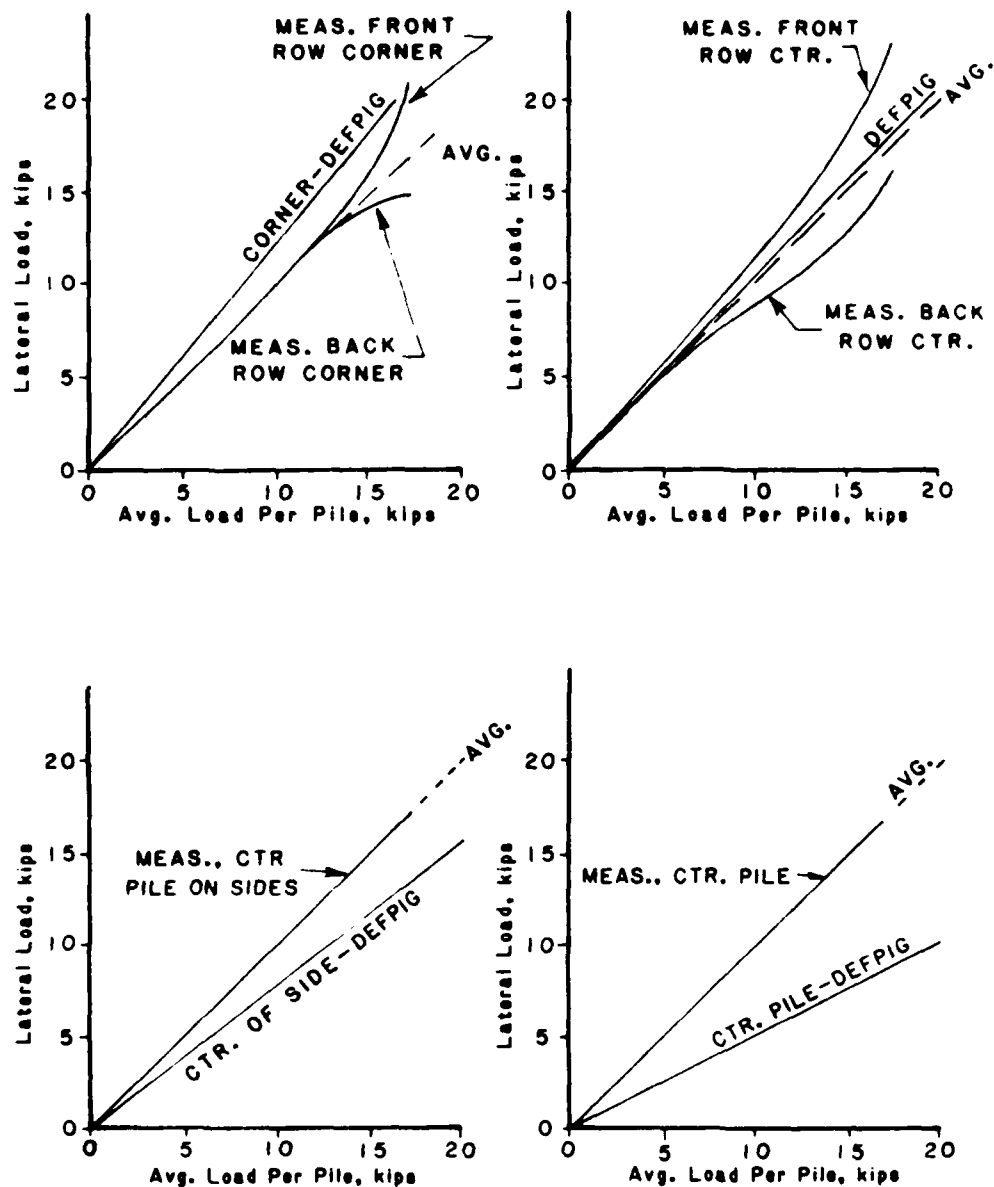 MEAS. FRONT
ROW CORNER
CORNER-DEFPIG
AVG.
MEAS. BACK
ROW CORNER
20
15
10
5
0
0 5 10 15 20
Lateral Load, kips
Avg. Load Per Pile, kips
MEAS. FRONT
ROW CTR.
DEFPIG
AVG.
MEAS. BACK
ROW CTR.
20
15
10
5
0
0 5 10 15 20
Lateral Load, kips
Avg. Load Per Pile, kips
AVG.
MEAS., CTR
PILE ON SIDES
CTR. OF SIDE-DEFPIG
20
15
10
5
0
0 5 10 15 20
Lateral Load, kips
Avg. Load Per Pile, kips
AVG.
MEAS., CTR. PILE
CTR. PILE-DEFPIG
20
15
10
5
0
0 5 10 15 20
Lateral Load, kips
Avg. Load Per Pile, kips